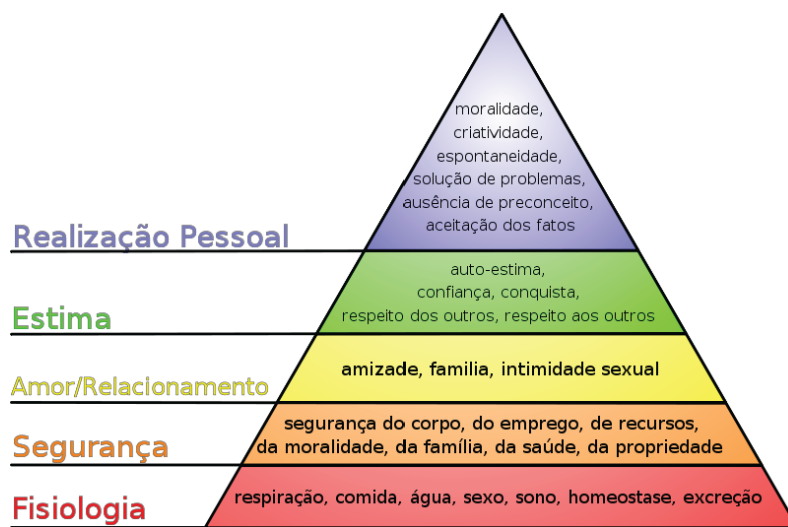 moralidade,
criatividade,
espontaneidade,
solução de problemas,
ausência de preconceito,
aceitação dos fatos
Realização Pessoal
auto-estima,
confiança, conquista,
respeito dos outros, respeito aos outros
Estima
amizade, familia, intimidade sexual
Amor/Relacionamento
segurança do corpo, do emprego, de recursos,
da moralidade, da família, da saúde, da propriedade
Segurança
respiração, comida, água, sexo, sono, homeostase, excreção
Fisiologia